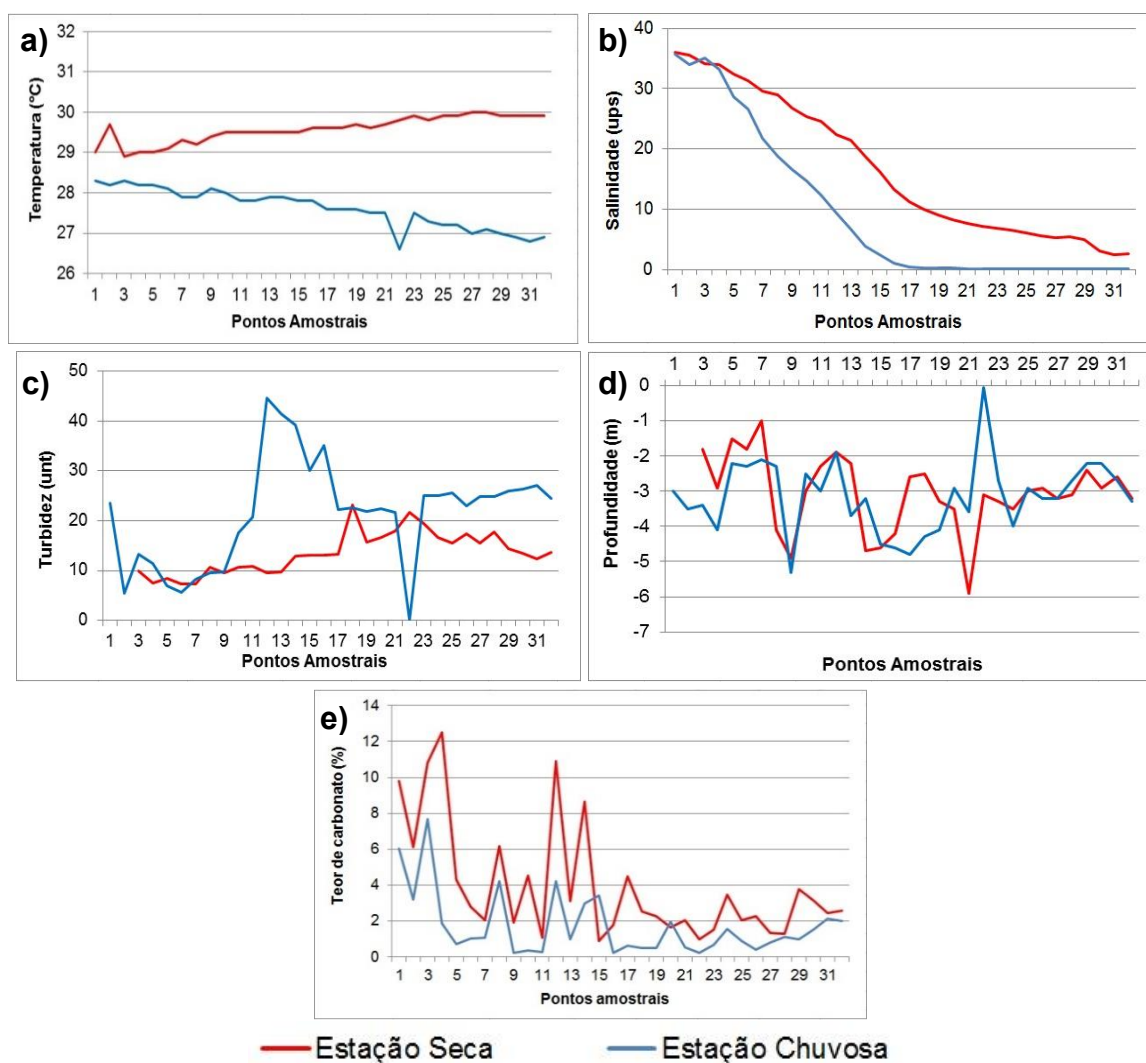 a)
Temperatura (°C)
32
31
30
29
28
27
26
1 3 5 7 9 11 13 15 17 19 21 23 25 27 29 31
Pontos Amostrais
b)
Salinidade (ups)
40
30
20
10
0
1 3 5 7 9 11 13 15 17 19 21 23 25 27 29 31
Pontos Amostrais
c)
Turbidez (unt)
50
40
30
20
10
0
1 3 5 7 9 11 13 15 17 19 21 23 25 27 29 31
Pontos Amostrais
d)
1 3 5 7 9 11 13 15 17 19 21 23 25 27 29 31
Profundidade (m)
0
-1
-2
-3
-4
-5
-6
-7
Pontos Amostrais
e)
Teor de carbonato (%)
14
12
10
8
6
4
2
0
1 3 5 7 9 11 13 15 17 19 21 23 25 27 29 31
Pontos amostrais
Estação Seca Estação Chuvosa